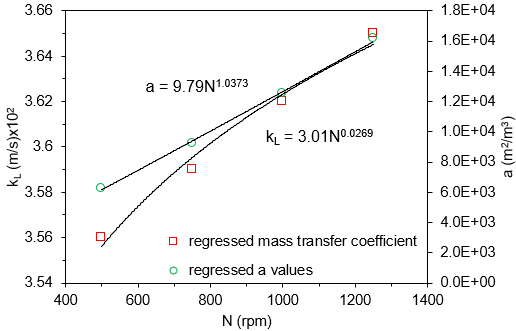 3.66
3.64
3.62
3.6
3.58
3.56
3.54
k_L (m/s)x10²
1.8E+04
1.6E+04
1.4E+04
1.2E+04
1.0E+04
8.0E+03
6.0E+03
4.0E+03
2.0E+03
0.0E+00
a (m²/m³)
a = 9.79N^1.0373
k_L = 3.01N^0.0269
regressed mass transfer coefficient
regressed a values
400 600 800 1000 1200 1400
N (rpm)